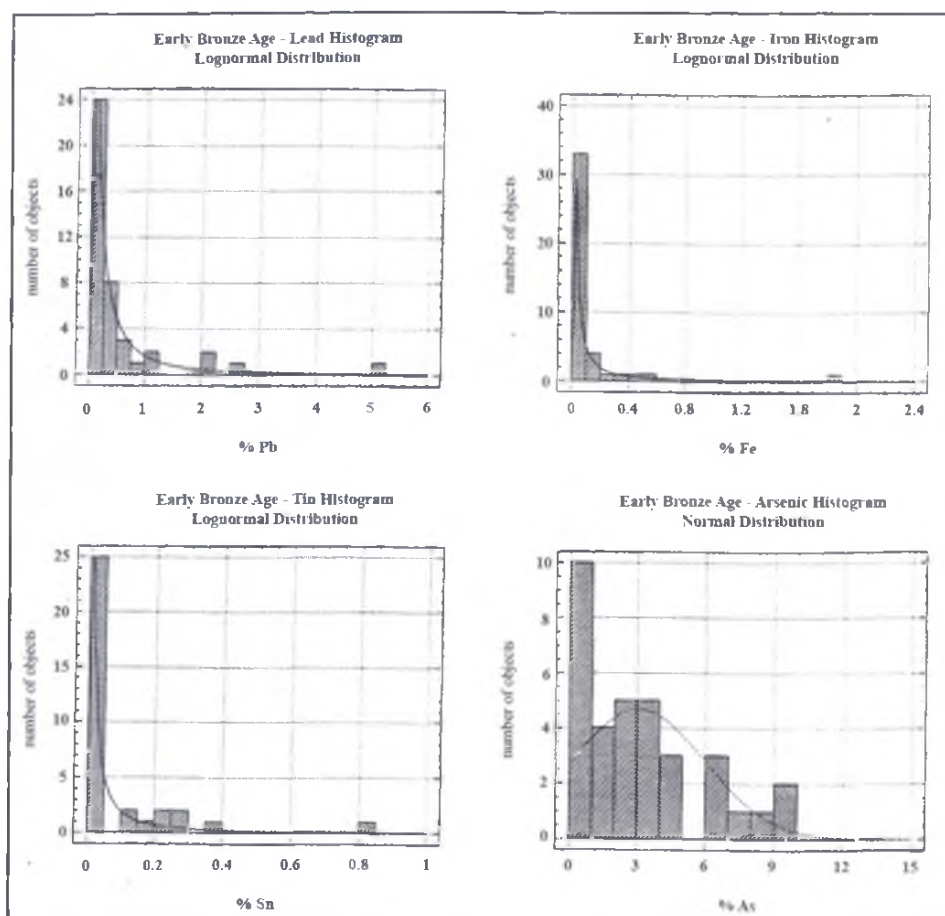 Early Bronze Age - Lead Histogram
Lognormal Distribution
24
20
16
12
8
4
0
number of objects
0 1 2 3 4 5 6
% Pb
Early Bronze Age - Iron Histogram
Lognormal Distribution
40
30
20
10
0
number of objects
0 0.4 0.8 1.2 1.8 2 2.4
% Fe
Early Bronze Age - Tin Histogram
Lognormal Distribution
25
20
15
10
5
0
number of objects
0 0.2 0.4 0.6 0.8 1
% Sn
Early Bronze Age - Arsenic Histogram
Normal Distribution
10
8
6
4
2
0
number of objects
0 3 6 9 12 15
% As